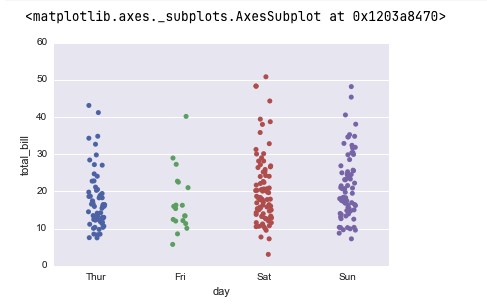 <matplotlib.axes._subplots.AxesSubplot at 0x1203a8470>
60
50
40
30
20
10
0
total_bill
Thur Fri Sat Sun
day